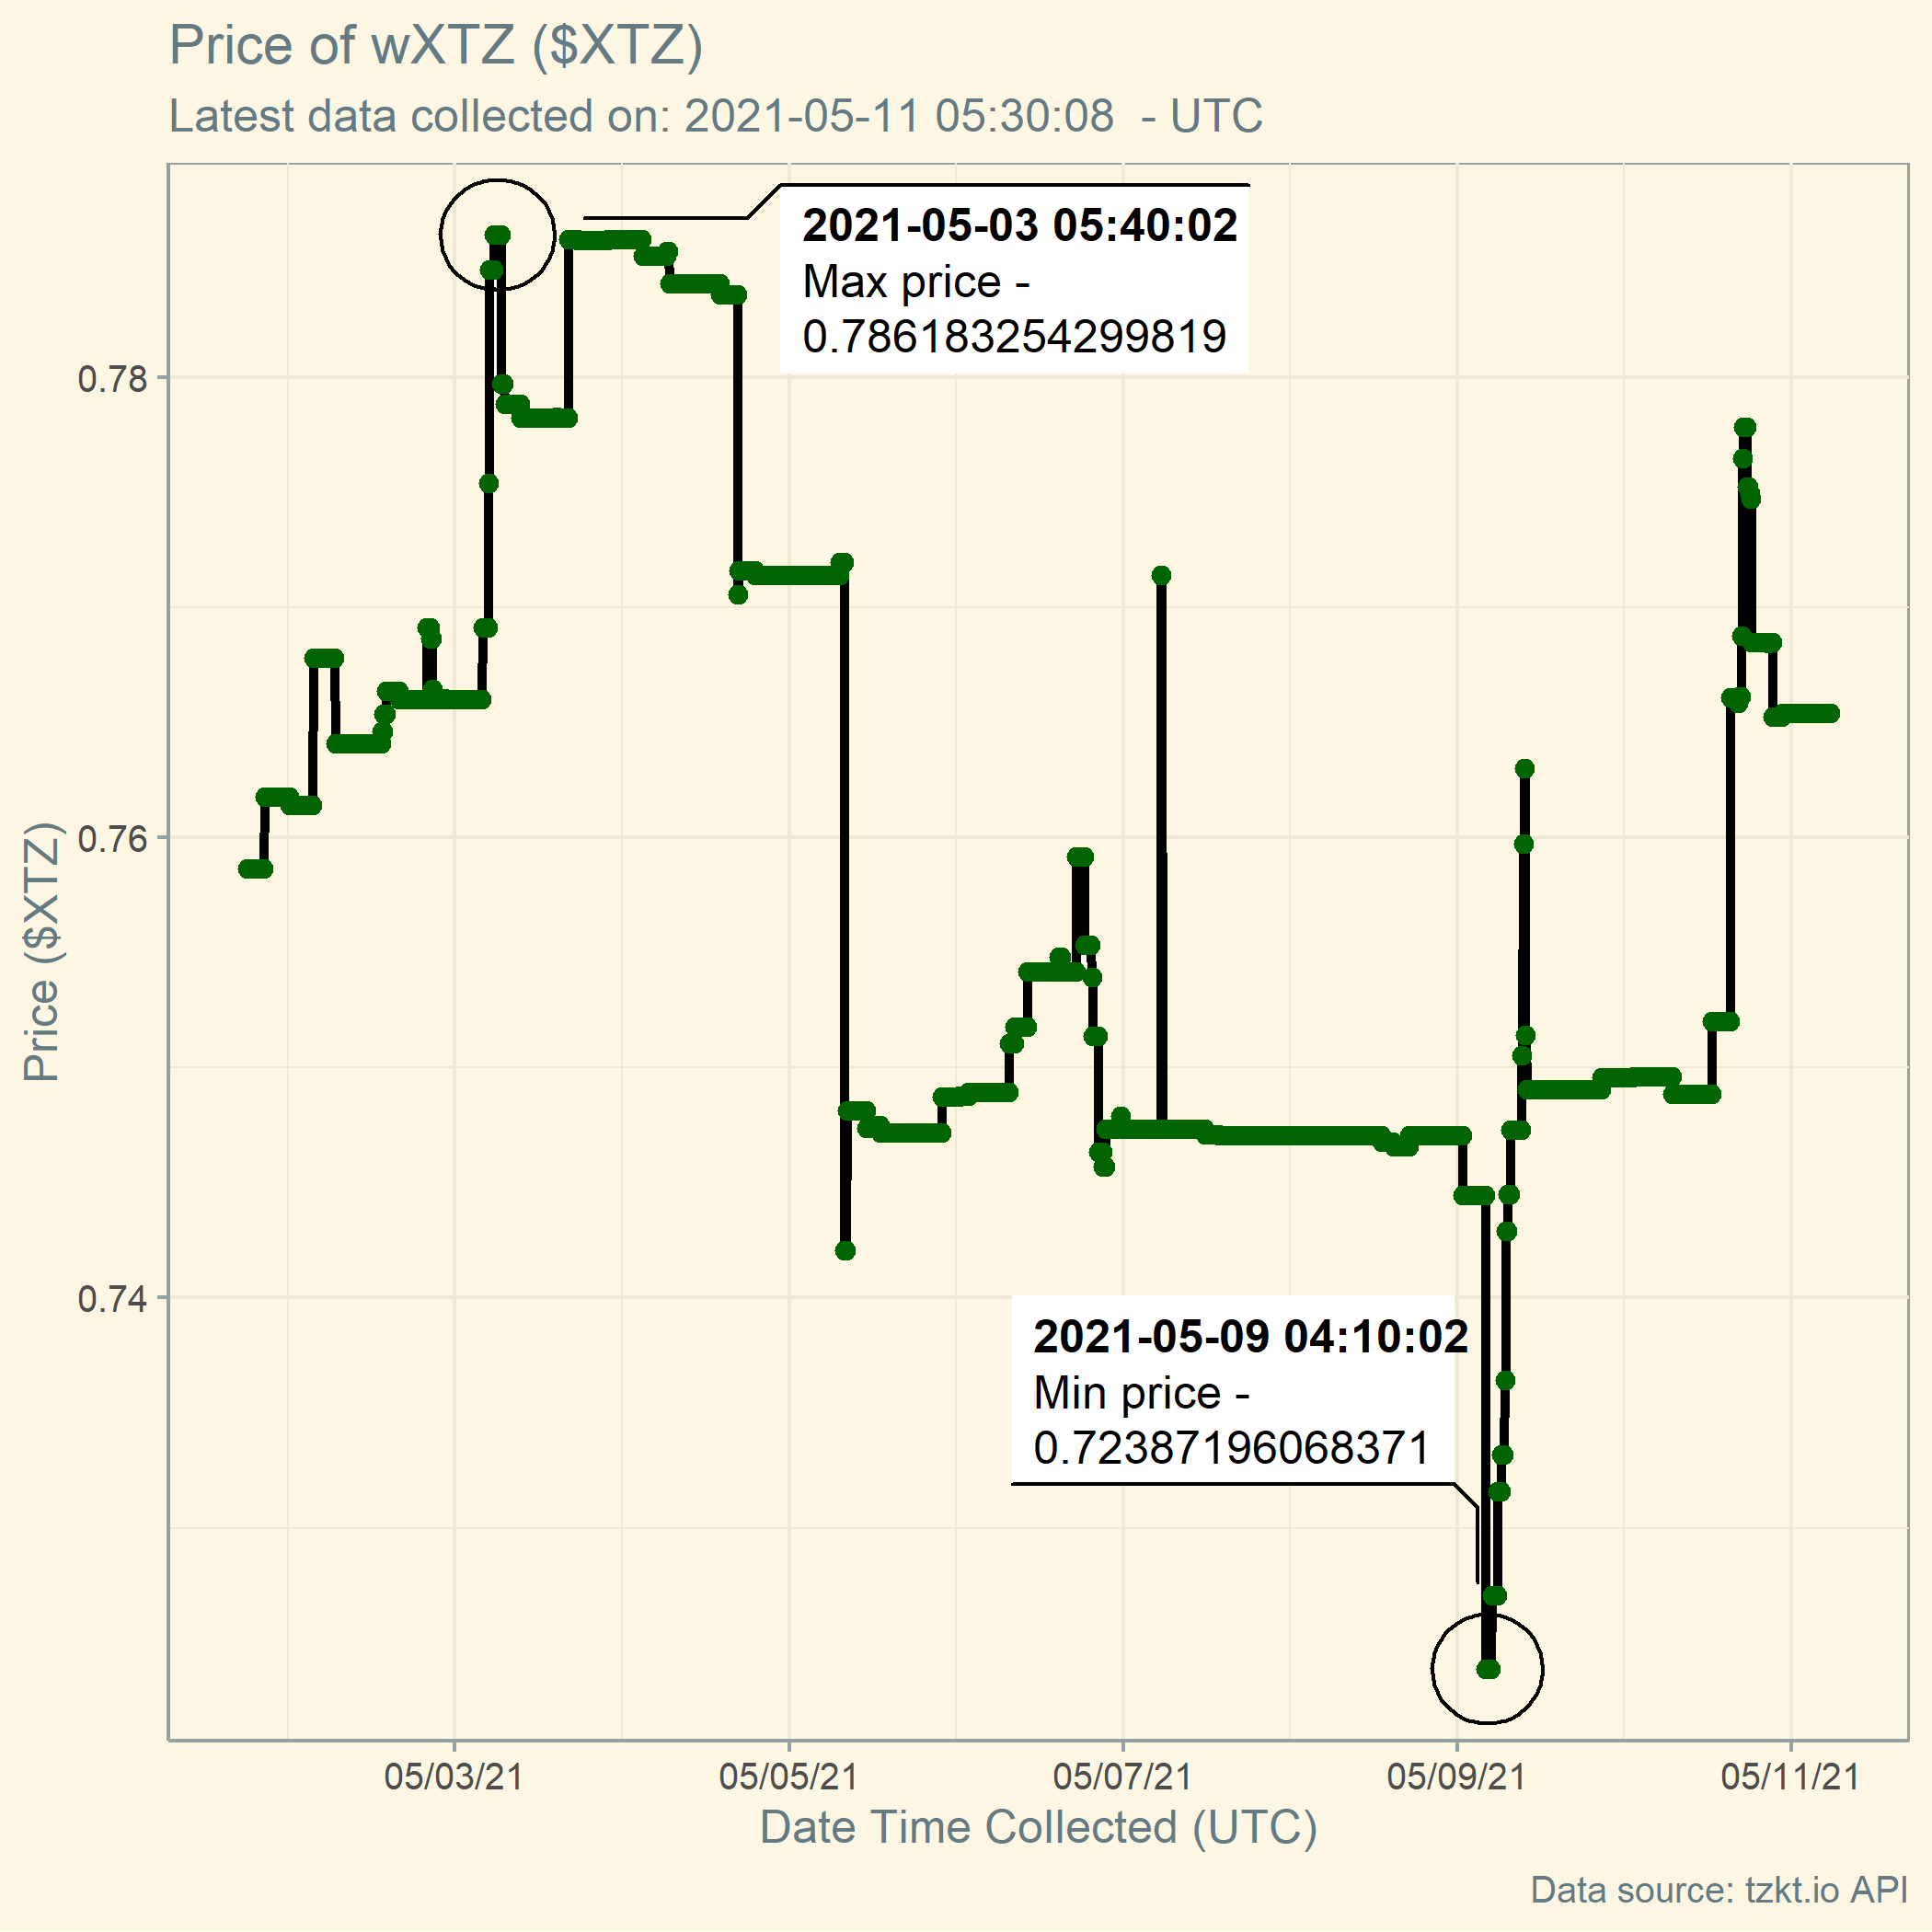 Price of wXTZ ($XTZ)
Latest data collected on: 2021-05-11 05:30:08  - UTC
2021-05-03 05:40:02
Max price -
0.786183254299819
0.78
0.76
0.74
Price ($XTZ)
2021-05-09 04:10:02
Min price -
0.72387196068371
05/03/21
05/05/21
05/07/21
05/09/21
05/11/21
Date Time Collected (UTC)
Data source: tzkt.io API